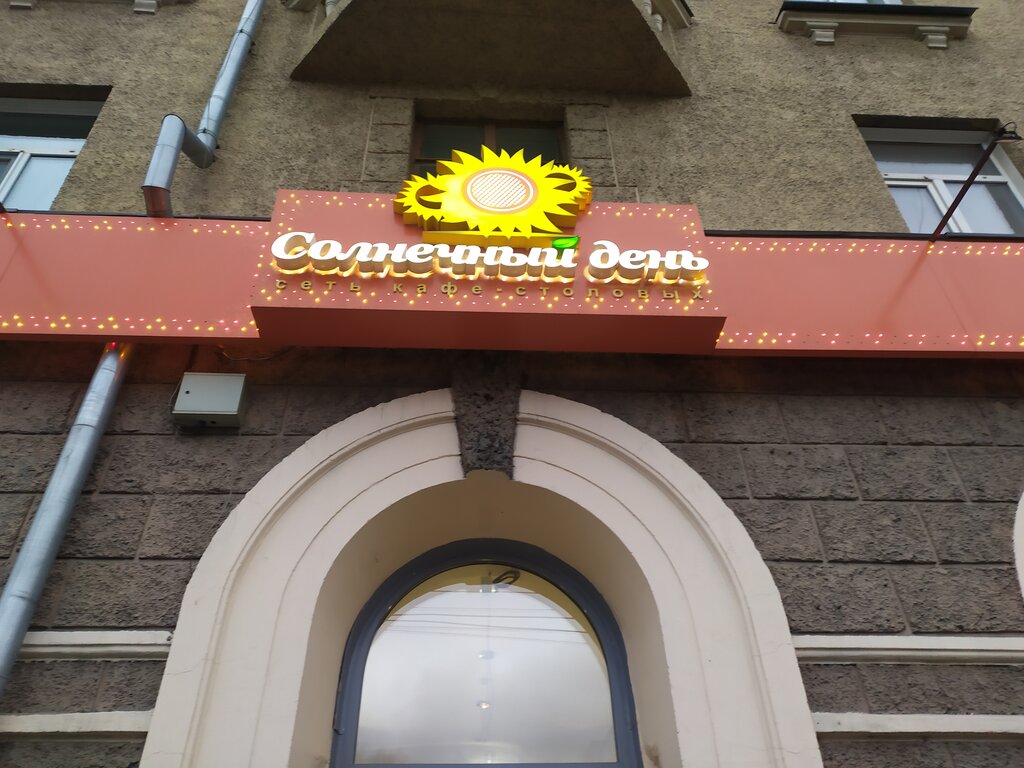 Солнечный день
сеть кафе-столовых